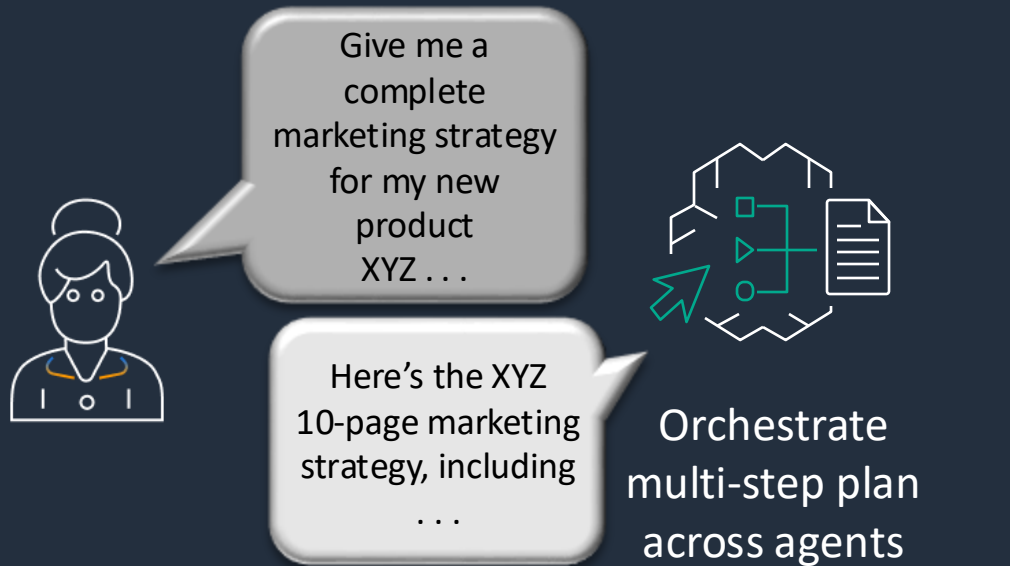 Give me a
complete
marketing strategy
for my new
product
XYZ . . .
Here’s the XYZ
10-page marketing
strategy, including
. . .
Orchestrate
multi-step plan
across agents